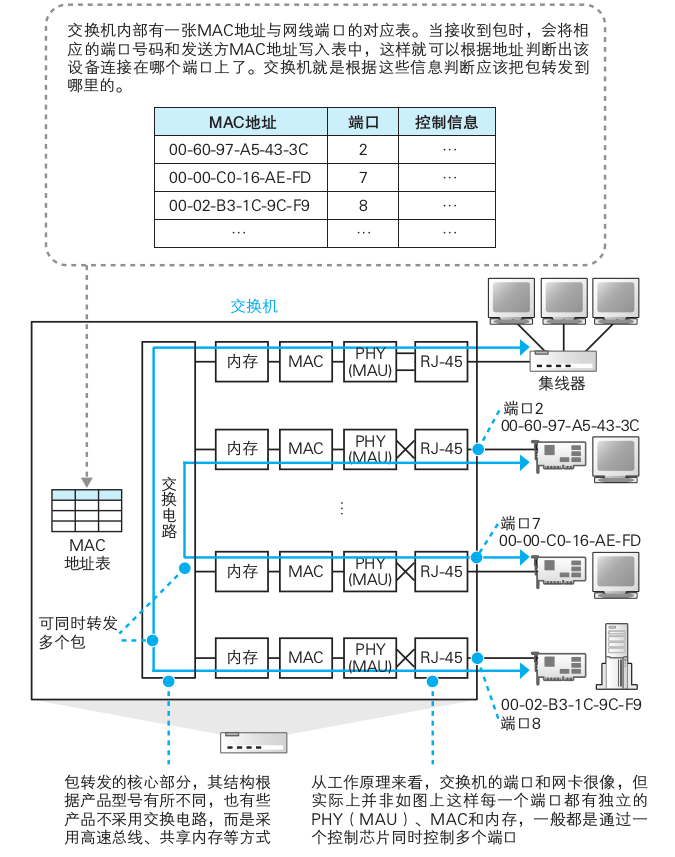 交换机内部有一张MAC地址与网线端口的对应表。当接收到包时，会将相
应的端口号码和发送方MAC地址写入表中，这样就可以根据地址判断出该
设备连接在哪个端口上了。交换机就是根据这些信息判断应该把包转发到
哪里的。
MAC地址 端口 控制信息
00-60-97-A5-43-3C 2 …
00-00-C0-16-AE-FD 7 …
00-02-B3-1C-9C-F9 8 …
… … …
交换机
内存 MAC PHY (MAU) RJ-45
集线器
端口2
00-60-97-A5-43-3C
内存 MAC PHY (MAU) RJ-45
交换电路
…
MAC
地址表
端口7
00-00-C0-16-AE-FD
内存 MAC PHY (MAU) RJ-45
可同时转发
多个包
内存 MAC PHY (MAU) RJ-45
00-02-B3-1C-9C-F9
端口8
包转发的核心部分，其结构根
据产品型号有所不同，也有些
产品不采用交换电路，而是采
用高速总线、共享内存等方式
从工作原理来看，交换机的端口和网卡很像，但
实际上并非如图上这样每一个端口都有独立的
PHY（MAU）、MAC和内存，一般都是通过一
个控制芯片同时控制多个端口